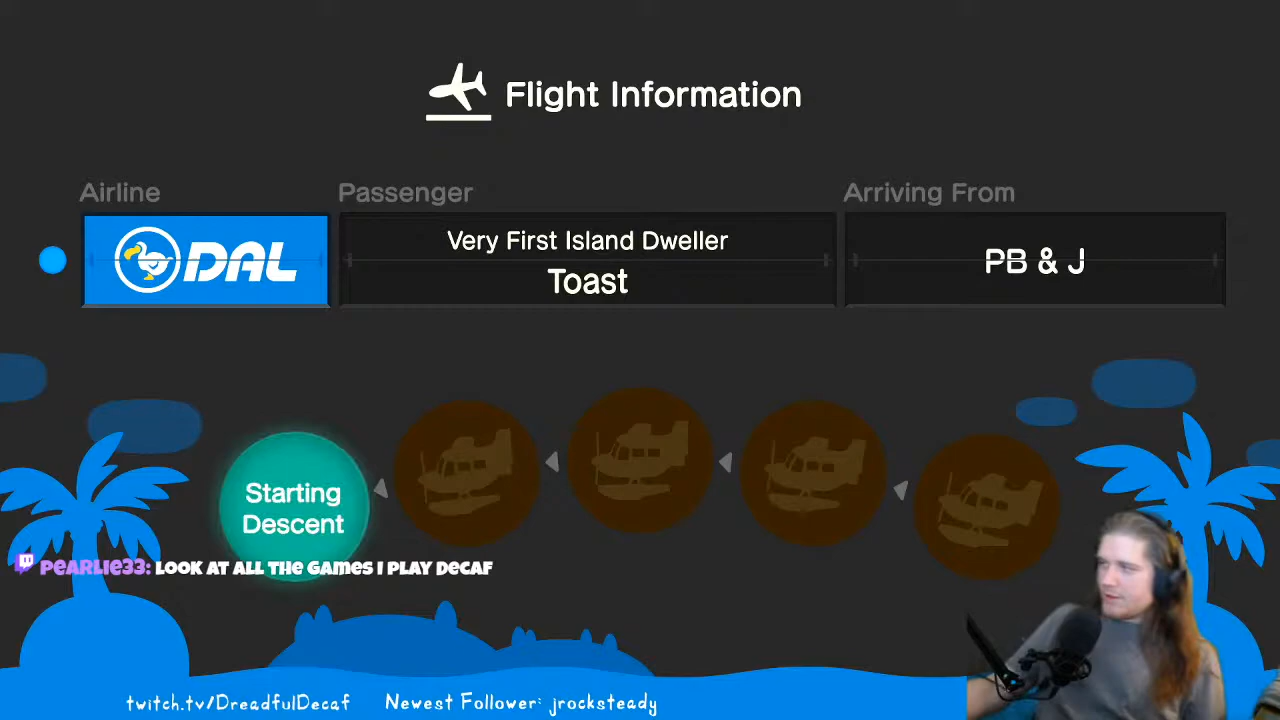 Flight Information
Airline
Passenger
Arriving From
DAL
Very First Island Dweller
Toast
PB & J
Starting
Descent
PEARLIE33: LOOK AT ALL THE GAMES I PLAY DECAF
twitch.tv/DreadfulDecaf Newest Follower: jrocksteady